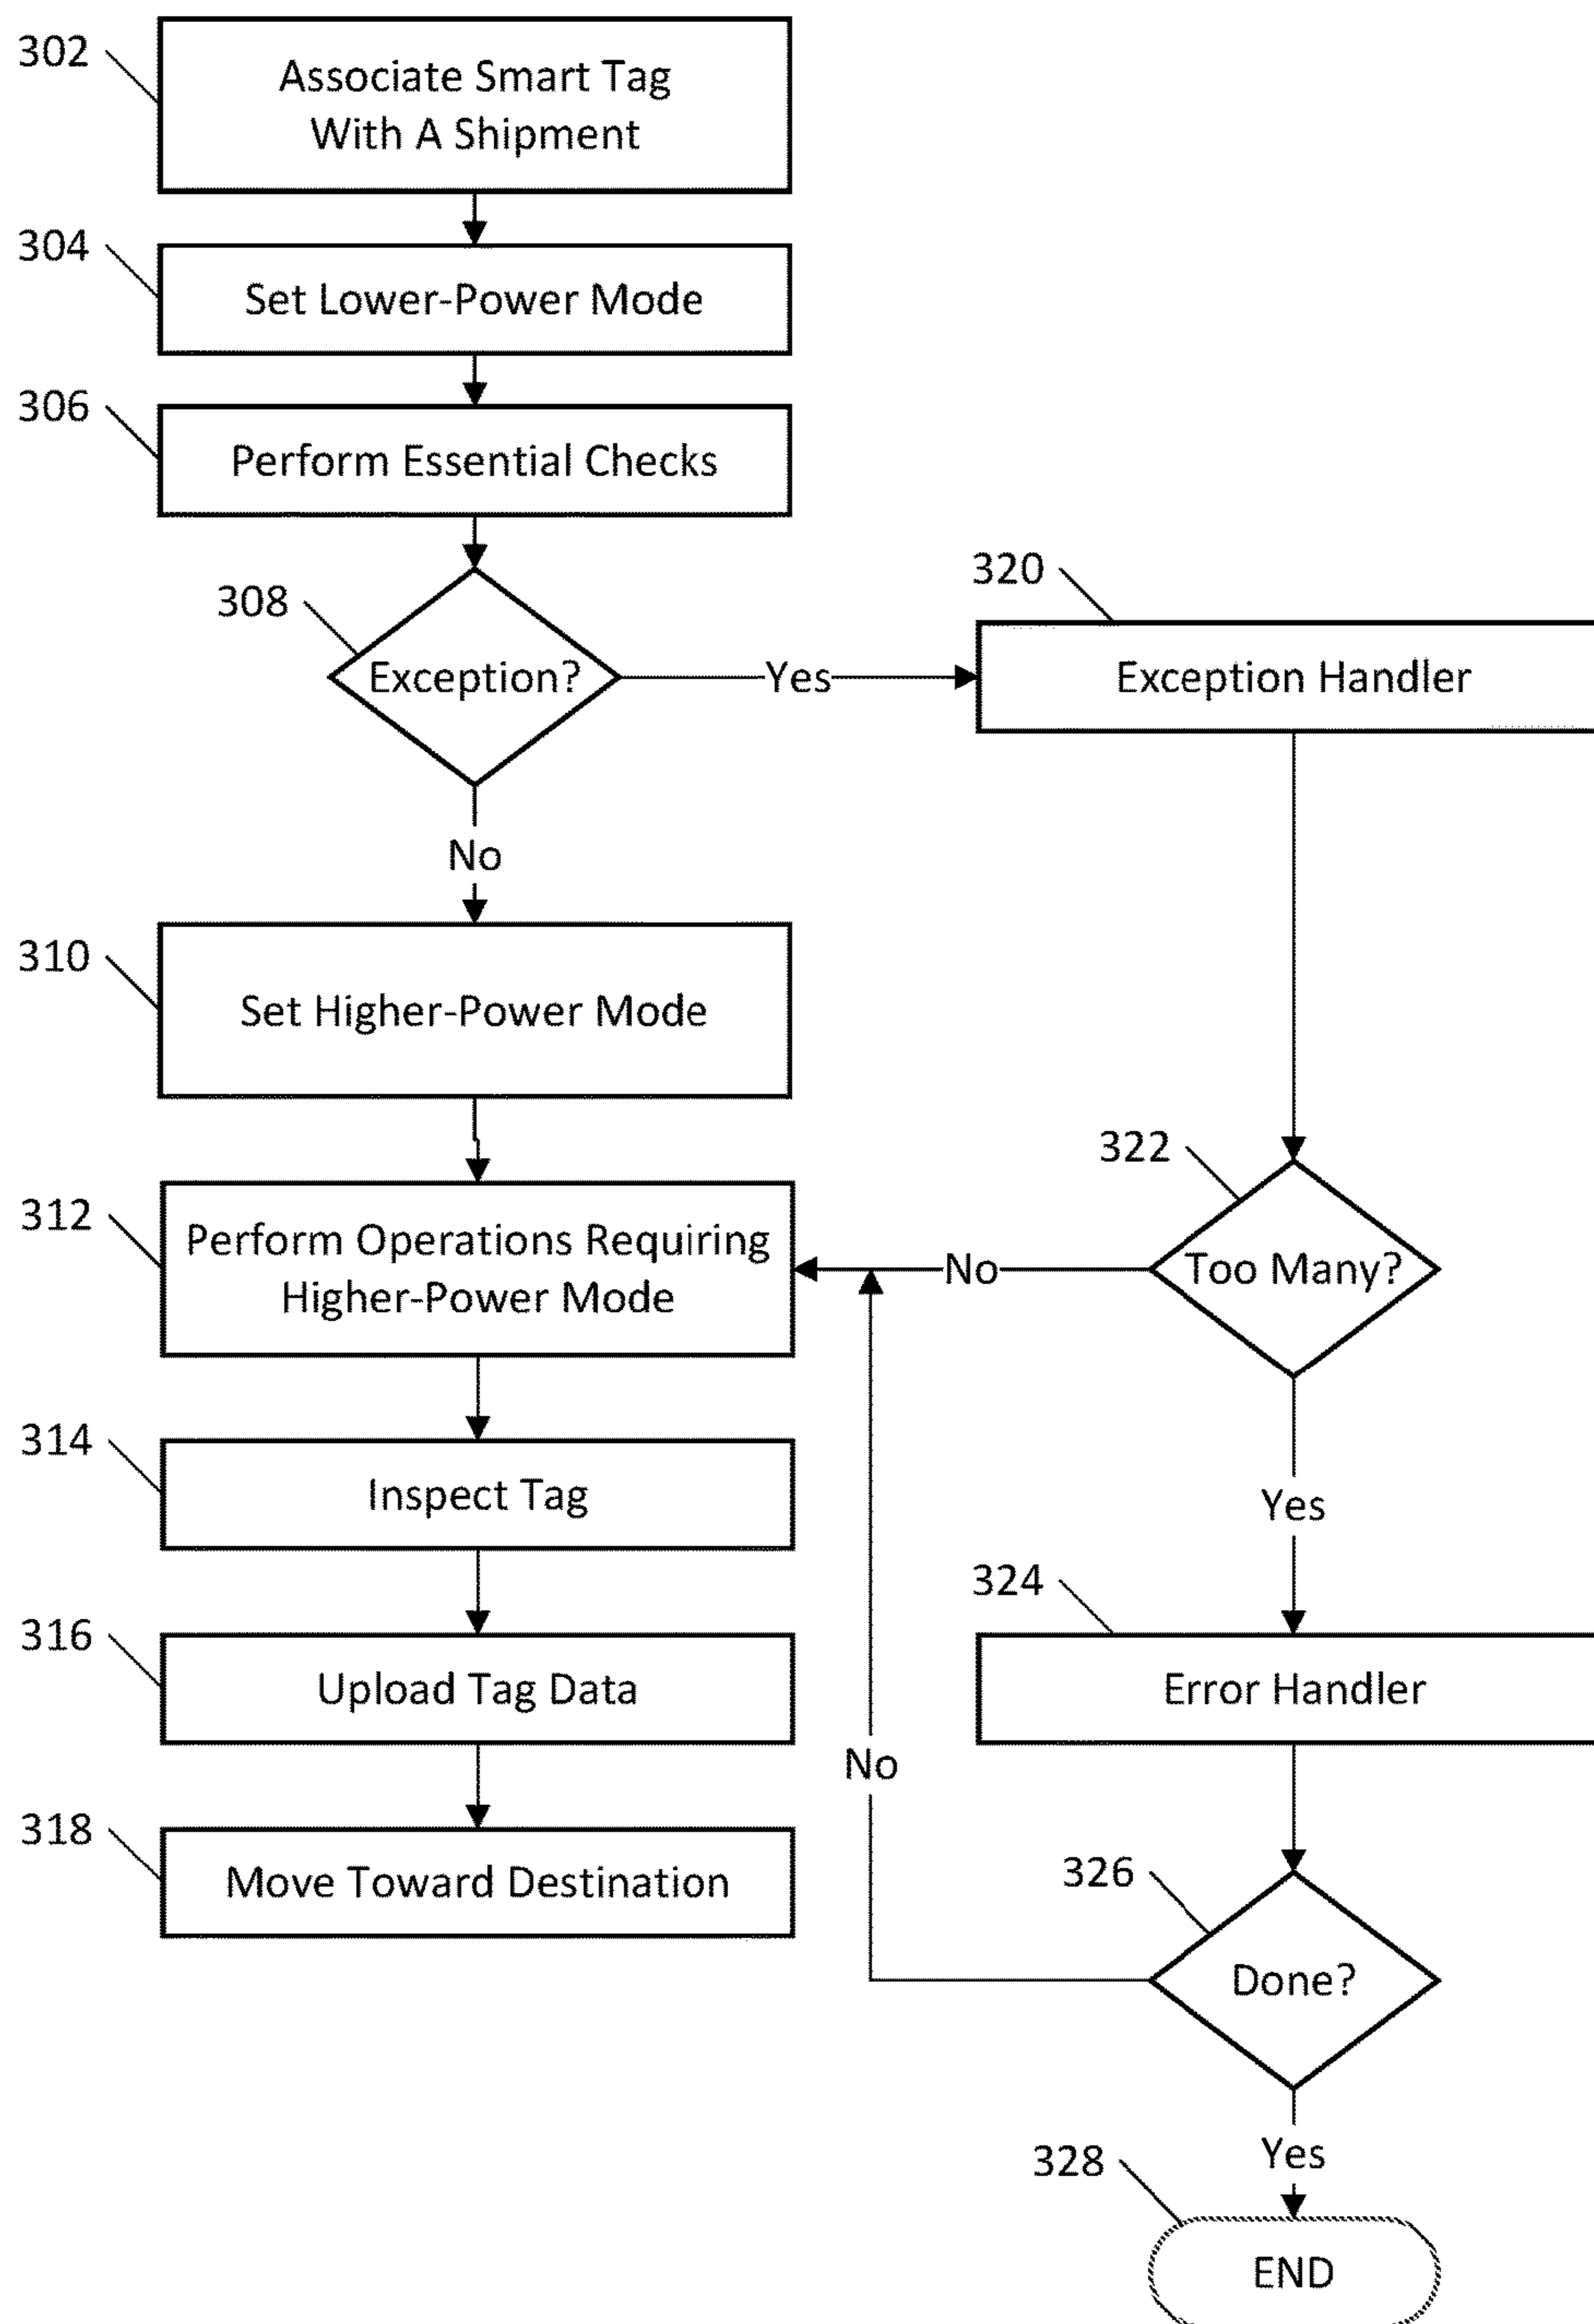 302
Associate Smart Tag
With A Shipment
304
Set Lower-Power Mode
306
Perform Essential Checks
308
Exception?
Yes
320
Exception Handler
No
310
Set Higher-Power Mode
312
Perform Operations Requiring
Higher-Power Mode
No
322
Too Many?
314
Inspect Tag
Yes
316
Upload Tag Data
324
Error Handler
No
318
Move Toward Destination
326
Done?
Yes
328
END